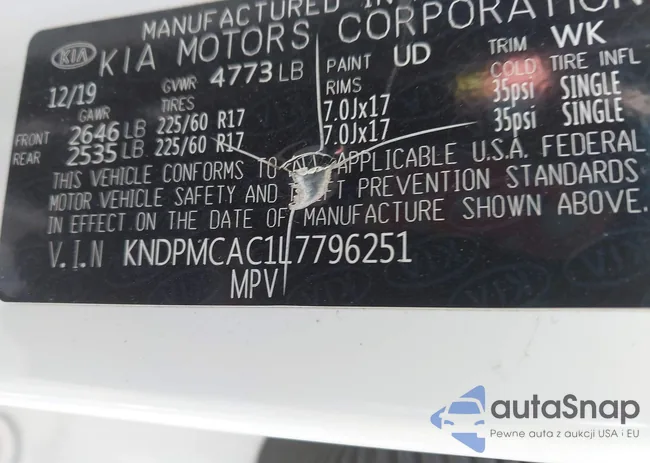 MANUFACTURED IN
KIA KIA MOTORS CORPORATION
12/19 GVWR 4773 LB PAINT UD TRIM WK
GAWR TIRES RIMS COLD TIRE INFL
FRONT 2646 LB 225/60 R17 7.0Jx17 35psi SINGLE
REAR 2535 LB 225/60 R17 7.0Jx17 35psi SINGLE
THIS VEHICLE CONFORMS TO APPLICABLE U.S.A. FEDERAL
MOTOR VEHICLE SAFETY AND PREVENTION STANDARDS
IN EFFECT ON THE DATE OF MANUFACTURE SHOWN ABOVE.
V.I.N KNDPMCAC1L7796251
MPV
autaSnap
Pewne auta z aukcji USA i EU